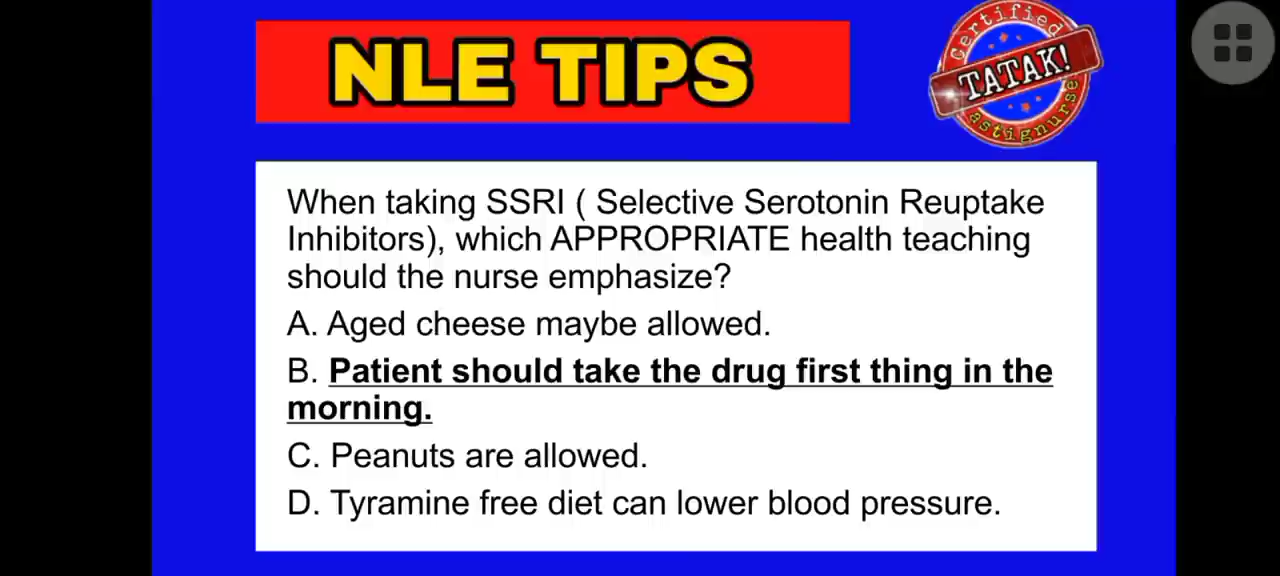 NLE TIPS
Certified
TATAK!
astignurse
When taking SSRI ( Selective Serotonin Reuptake
Inhibitors), which APPROPRIATE health teaching
should the nurse emphasize?
A. Aged cheese maybe allowed.
B. Patient should take the drug first thing in the
morning.
C. Peanuts are allowed.
D. Tyramine free diet can lower blood pressure.